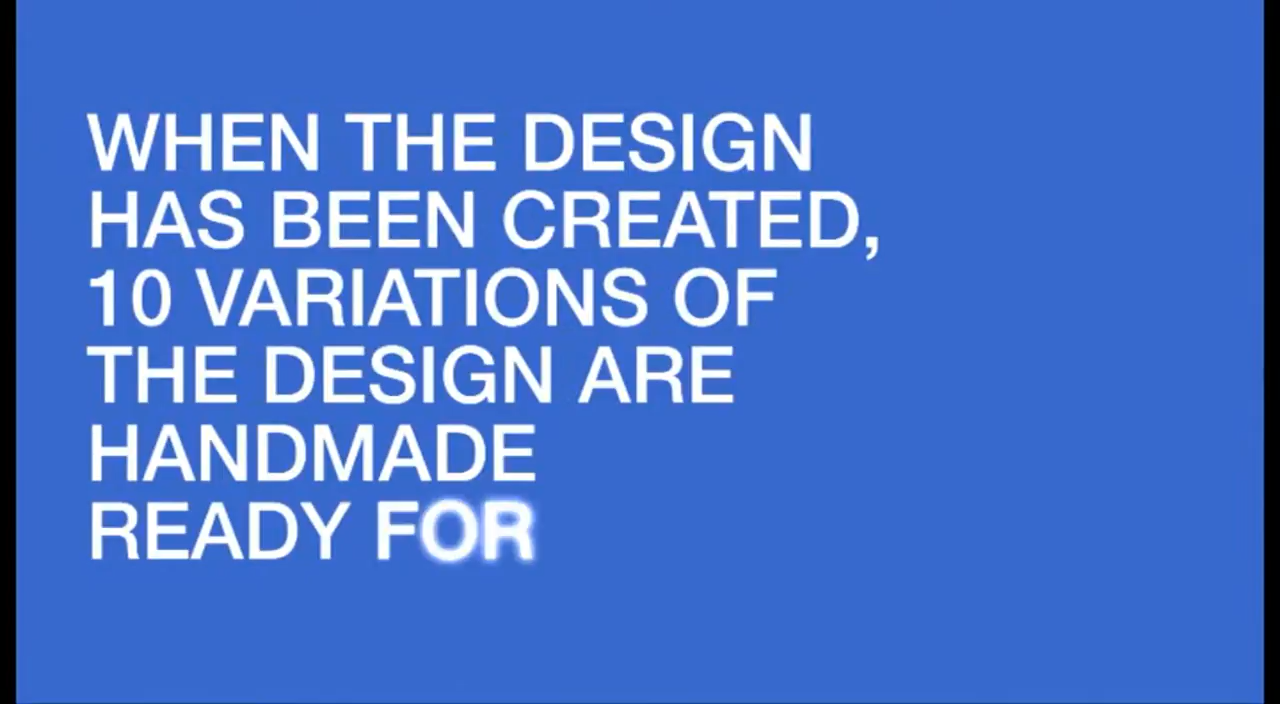 WHEN THE DESIGN
HAS BEEN CREATED,
10 VARIATIONS OF
THE DESIGN ARE
HANDMADE
READY FOR